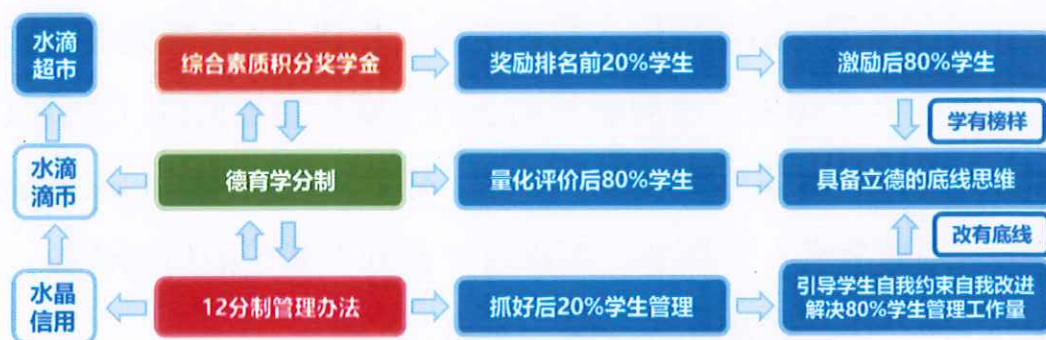 水滴
超市
综合素质积分奖学金
奖励排名前20%学生
激励后80%学生
学有榜样
水滴
滴币
德育学分制
量化评价后80%学生
具备立德的底线思维
改有底线
水晶
信用
12分制管理办法
抓好后20%学生管理
引导学生自我约束自我改进
解决80%学生管理工作量